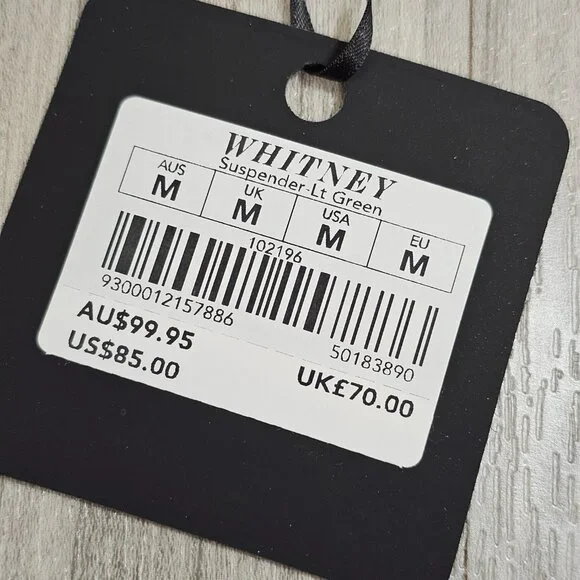 WHITNEY
Suspender-Lt Green
AUS UK USA EU
M M M M
102196
9300012157886 50183890
AU$99.95
US$85.00 UK£70.00